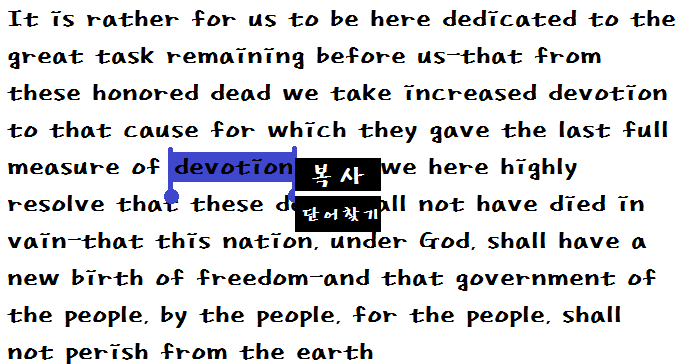 It is rather for us to be here dedicated to the
great task remaining before us-that from
these honored dead we take increased devotion
to that cause for which they gave the last full
measure of devotion we here highly
복사
resolve that these all not have died in
단어찾기
vain-that this nation, under God, shall have a
new birth of freedom-and that government of
the people, by the people, for the people, shall
not perish from the earth